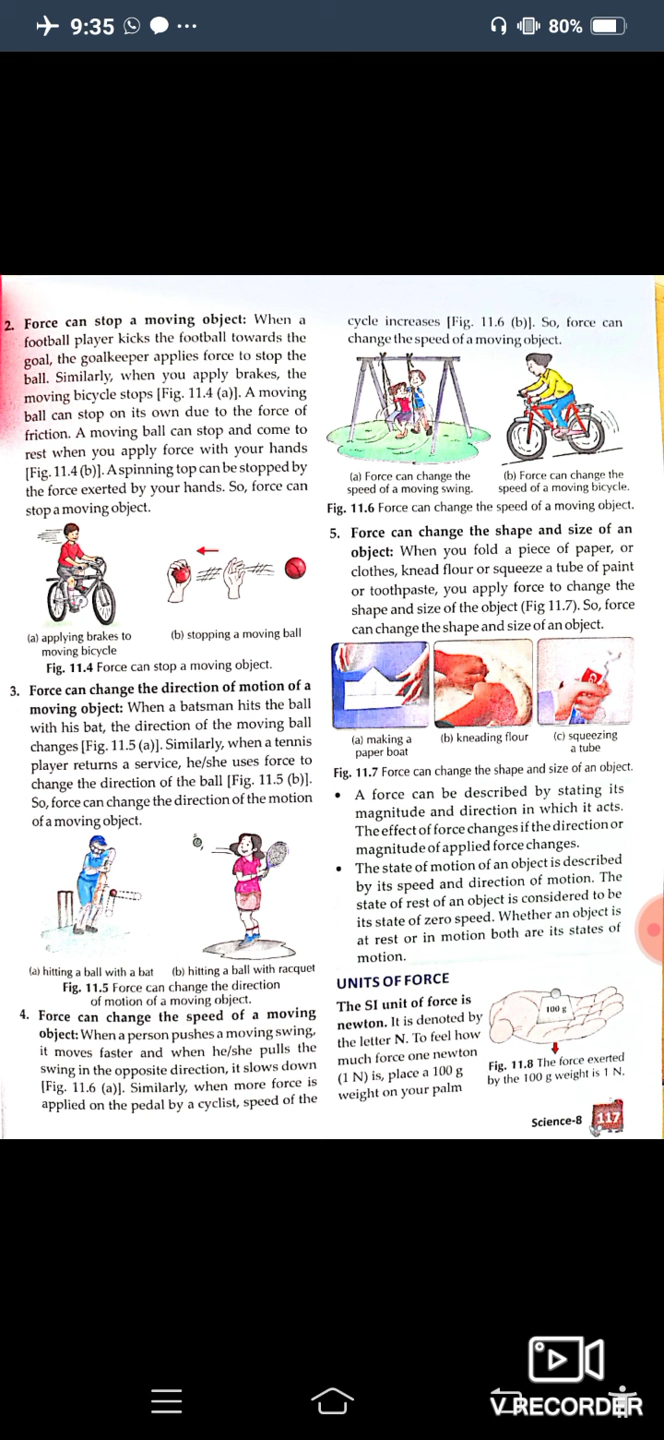 9:35
80%
2. Force can stop a moving object: When a
football player kicks the football towards the
goal, the goalkeeper applies force to stop the
ball. Similarly, when you apply brakes, the
moving bicycle stops [Fig. 11.4 (a)]. A moving
ball can stop on its own due to the force of
friction. A moving ball can stop and come to
rest when you apply force with your hands
[Fig. 11.4 (b)]. A spinning top can be stopped by
the force exerted by your hands. So, force can
stop a moving object.
(a) applying brakes to
moving bicycle
(b) stopping a moving ball
Fig. 11.4 Force can stop a moving object.
3. Force can change the direction of motion of a
moving object: When a batsman hits the ball
with his bat, the direction of the moving ball
changes [Fig. 11.5 (a)]. Similarly, when a tennis
player returns a service, he/she uses force to
change the direction of the ball [Fig. 11.5 (b)].
So, force can change the direction of the motion
of a moving object.
(a) hitting a ball with a bat
(b) hitting a ball with racquet
Fig. 11.5 Force can change the direction
of motion of a moving object.
4. Force can change the speed of a moving
object: When a person pushes a moving swing,
it moves faster and when he/she pulls the
swing in the opposite direction, it slows down
[Fig. 11.6 (a)]. Similarly, when more force is
applied on the pedal by a cyclist, speed of the
cycle increases [Fig. 11.6 (b)]. So, force can
change the speed of a moving object.
(a) Force can change the
speed of a moving swing.
(b) Force can change the
speed of a moving bicycle.
Fig. 11.6 Force can change the speed of a moving object.
5. Force can change the shape and size of an
object: When you fold a piece of paper, or
clothes, knead flour or squeeze a tube of paint
or toothpaste, you apply force to change the
shape and size of the object (Fig 11.7). So, force
can change the shape and size of an object.
(a) making a
paper boat
(b) kneading flour
(c) squeezing
a tube
Fig. 11.7 Force can change the shape and size of an object.
• A force can be described by stating its
magnitude and direction in which it acts.
The effect of force changes if the direction or
magnitude of applied force changes.
• The state of motion of an object is described
by its speed and direction of motion. The
state of rest of an object is considered to be
its state of zero speed. Whether an object is
at rest or in motion both are its states of
motion.
UNITS OF FORCE
The SI unit of force is
newton. It is denoted by
the letter N. To feel how
much force one newton
(1 N) is, place a 100 g
weight on your palm
100 g
Fig. 11.8 The force exerted
by the 100 g weight is 1 N.
Science-8
117
V RECORDER